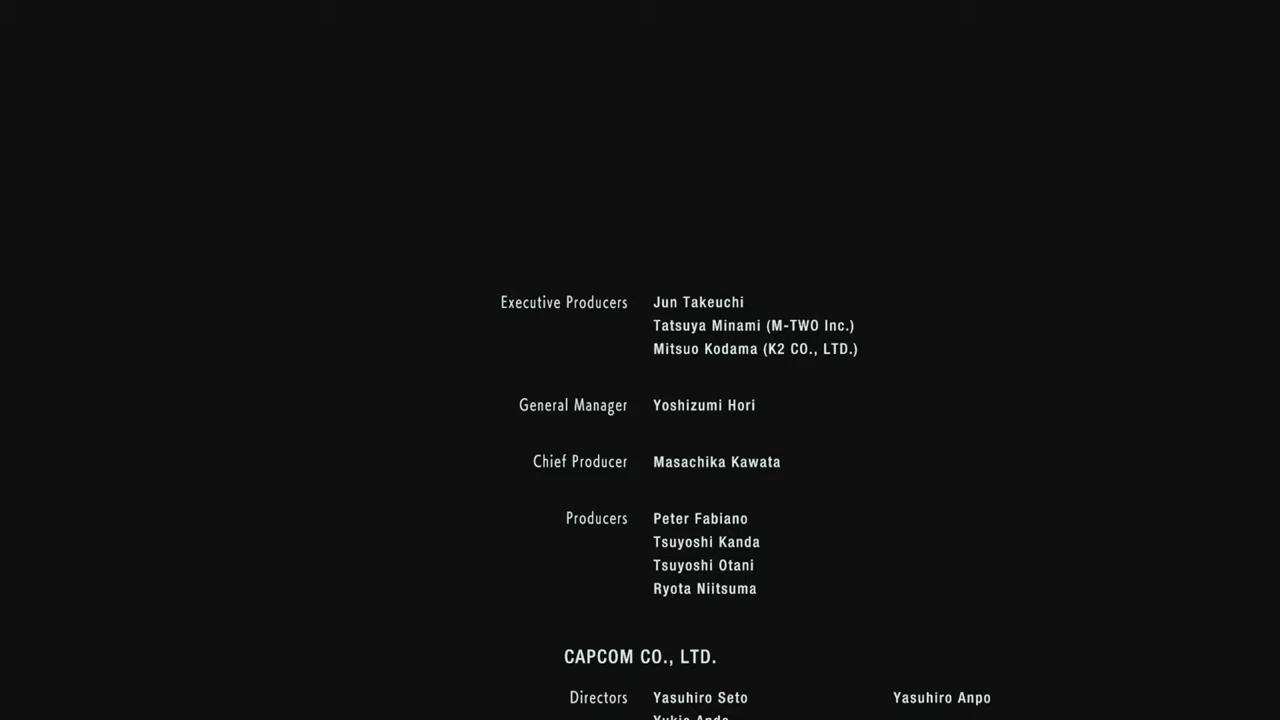 Executive Producers Jun Takeuchi
Tatsuya Minami (M-TWO Inc.)
Mitsuo Kodama (K2 CO., LTD.)
General Manager Yoshizumi Hori
Chief Producer Masachika Kawata
Producers Peter Fabiano
Tsuyoshi Kanda
Tsuyoshi Otani
Ryota Niitsuma
CAPCOM CO., LTD.
Directors Yasuhiro Seto Yasuhiro Anpo